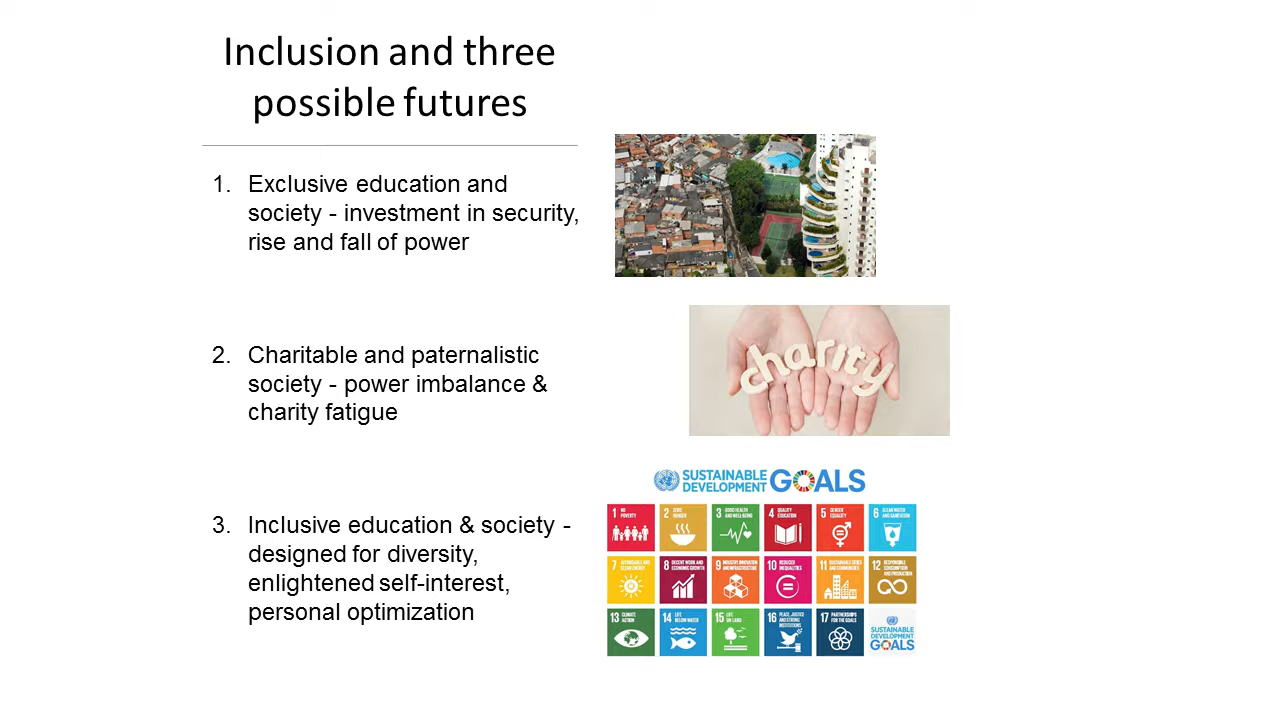 Inclusion and three
possible futures
1. Exclusive education and
society - investment in security,
rise and fall of power
2. Charitable and paternalistic
society - power imbalance &
charity fatigue
3. Inclusive education & society -
designed for diversity,
enlightened self-interest,
personal optimization
charity
SUSTAINABLE
DEVELOPMENT GOALS
1 NO
POVERTY
2 ZERO
HUNGER
3 GOOD HEALTH
AND WELL-BEING
4 QUALITY
EDUCATION
5 GENDER
EQUALITY
6 CLEAN WATER
AND SANITATION
7 AFFORDABLE AND
CLEAN ENERGY
8 DECENT WORK AND
ECONOMIC GROWTH
9 INDUSTRY, INNOVATION
AND INFRASTRUCTURE
10 REDUCED
INEQUALITIES
11 SUSTAINABLE CITIES
AND COMMUNITIES
12 RESPONSIBLE
CONSUMPTION
AND PRODUCTION
13 CLIMATE
ACTION
14 LIFE
BELOW WATER
15 LIFE
ON LAND
16 PEACE, JUSTICE
AND STRONG
INSTITUTIONS
17 PARTNERSHIPS
FOR THE GOALS
SUSTAINABLE
DEVELOPMENT
GOALS